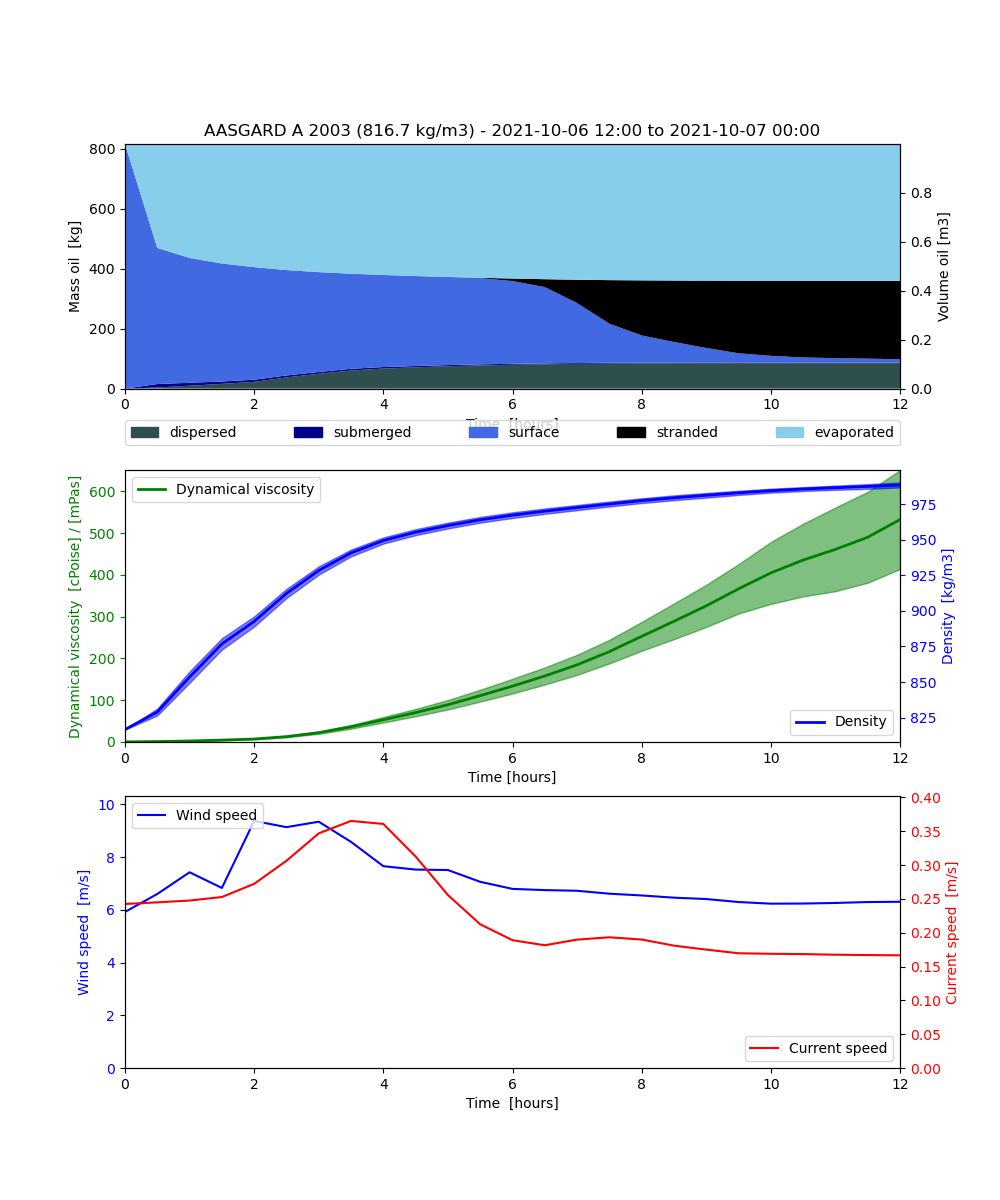 AASGARD A 2003 (816.7 kg/m3) - 2021-10-06 12:00 to 2021-10-07 00:00
Mass oil [kg]
800
600
400
200
0
Volume oil [m3]
0.8
0.6
0.4
0.2
0.0
0 2 4 6 8 10 12
Time [hours]
dispersed submerged surface stranded evaporated
Dynamical viscosity [cPoise] / [mPas]
600
500
400
300
200
100
0
Dynamical viscosity
Density [kg/m3]
975
950
925
900
875
850
825
Density
0 2 4 6 8 10 12
Time [hours]
Wind speed [m/s]
10
8
6
4
2
0
Wind speed
Current speed [m/s]
0.40
0.35
0.30
0.25
0.20
0.15
0.10
0.05
0.00
Current speed
0 2 4 6 8 10 12
Time [hours]